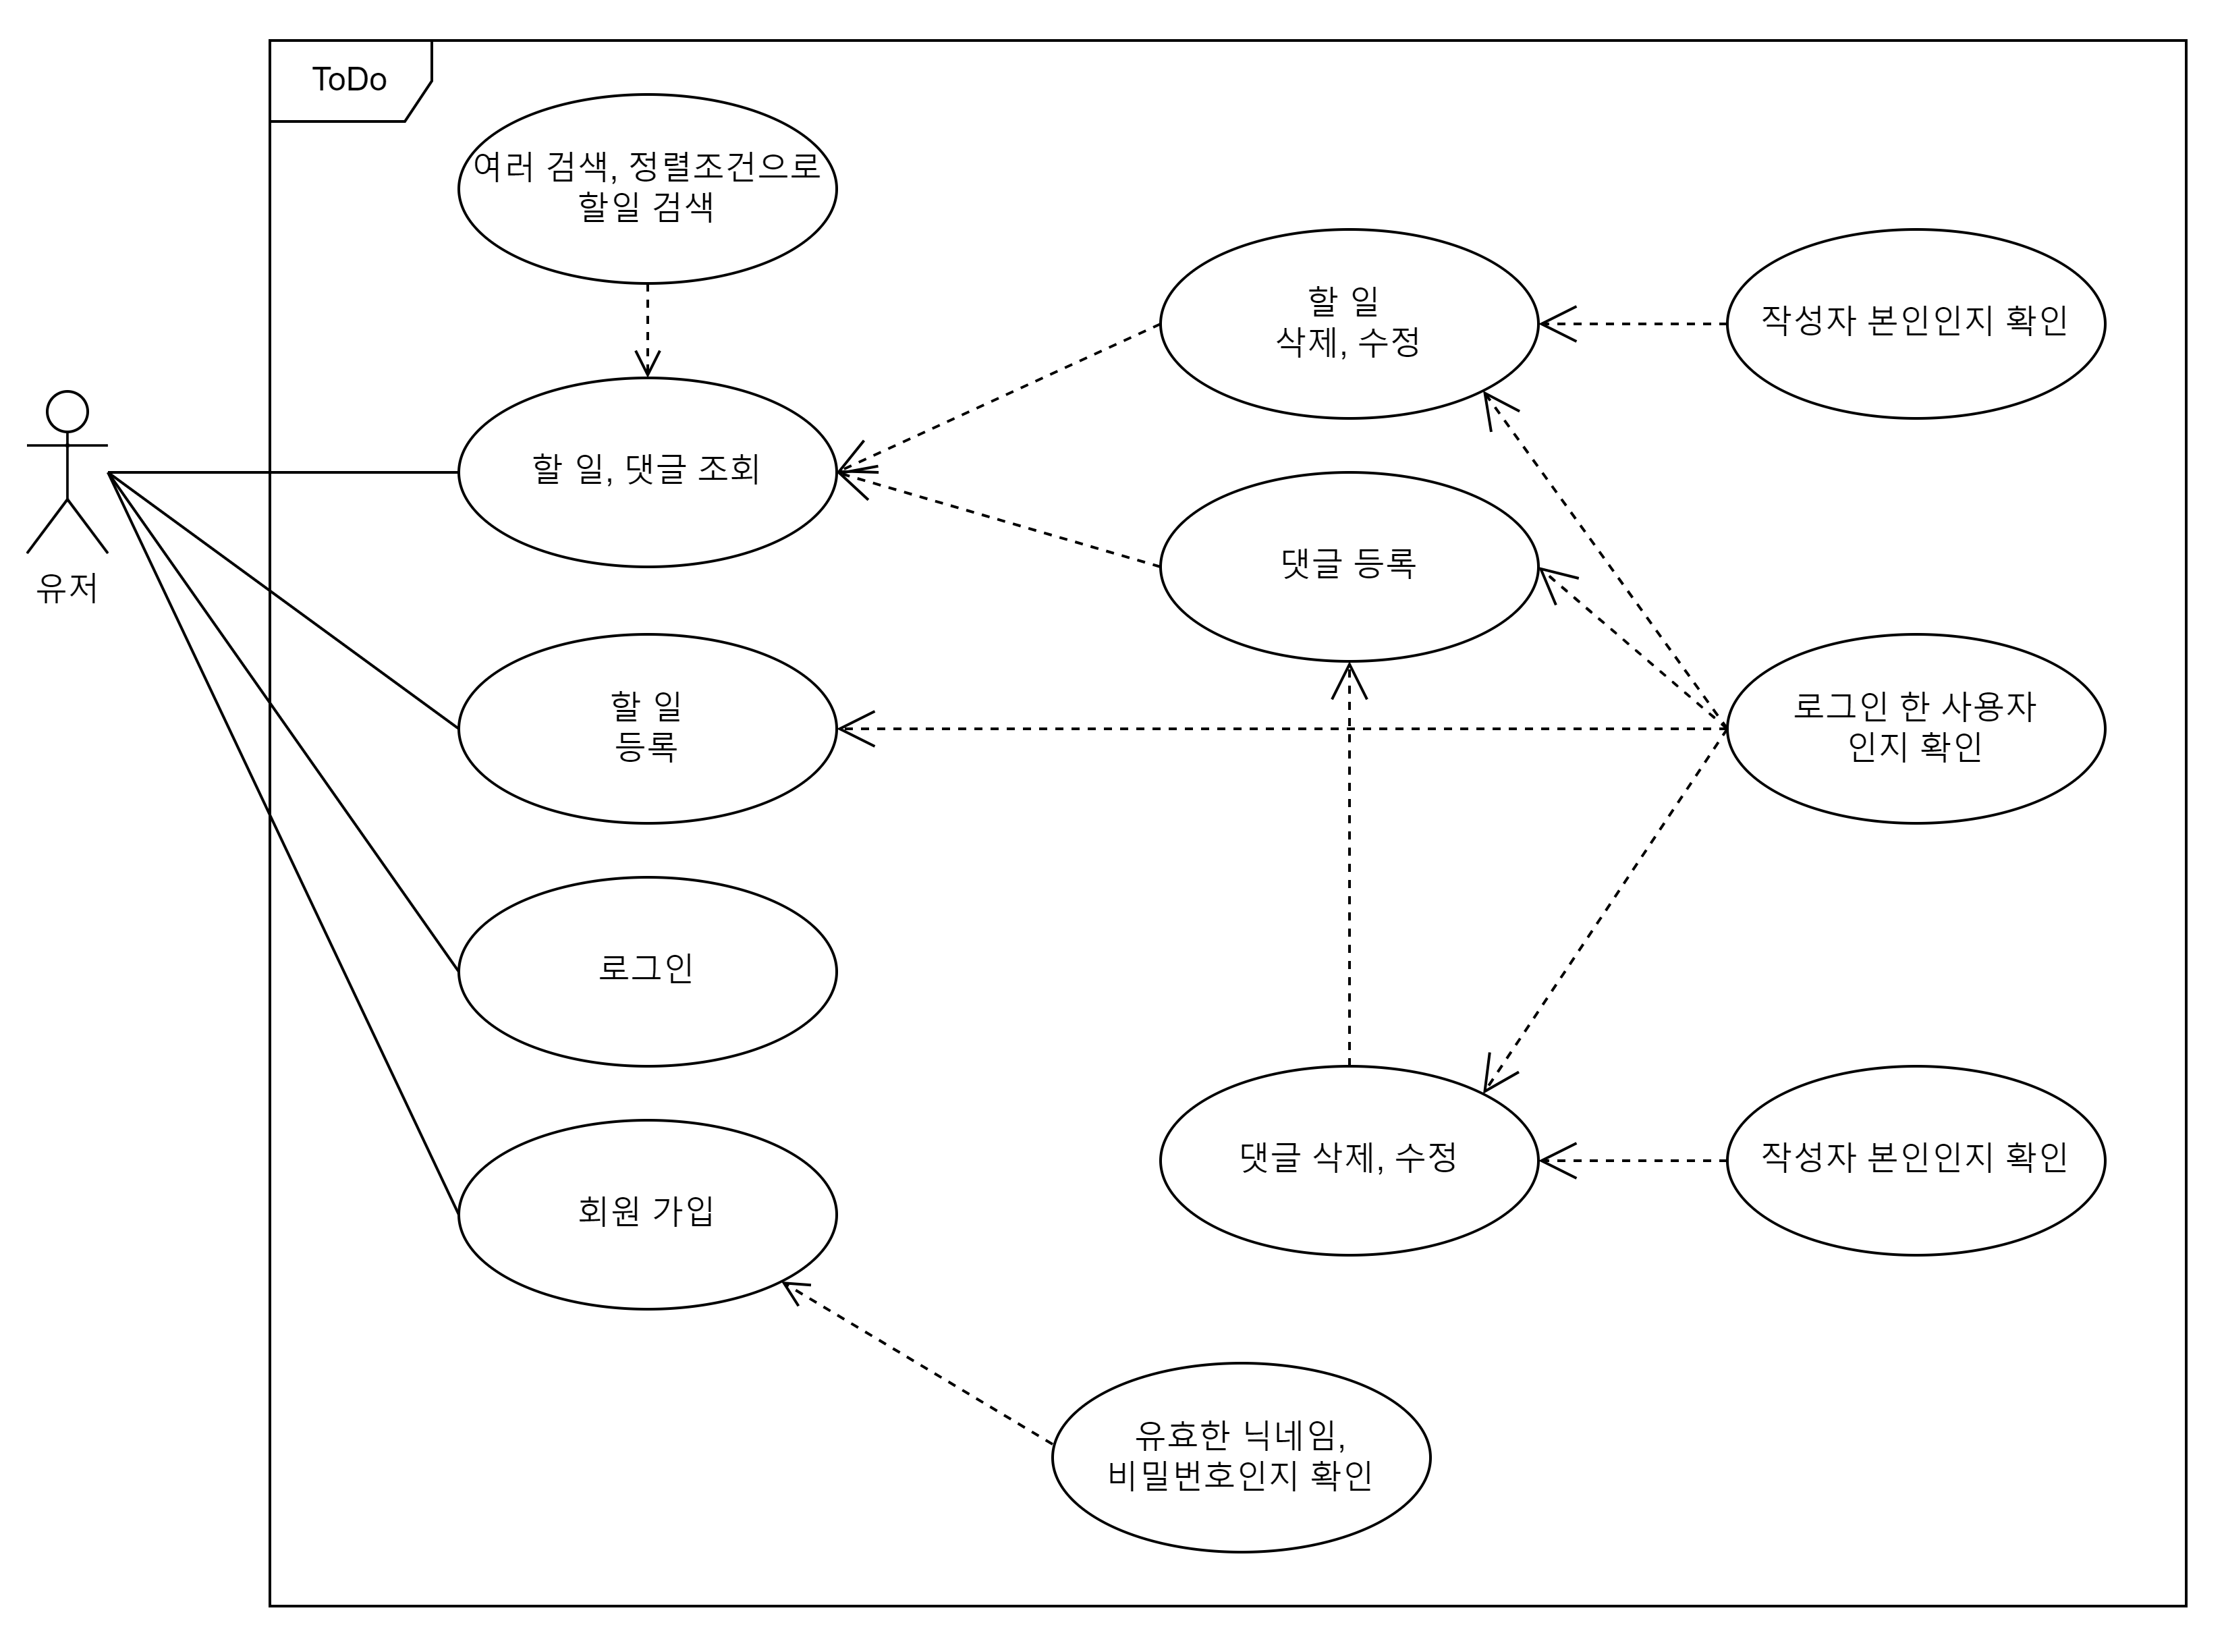 ToDo
여러 검색, 정렬조건으로
할일 검색
할 일
삭제, 수정
작성자 본인인지 확인
할 일, 댓글 조회
유저
댓글 등록
할 일
등록
로그인 한 사용자
인지 확인
로그인
댓글 삭제, 수정
작성자 본인인지 확인
회원 가입
유효한 닉네임,
비밀번호인지 확인